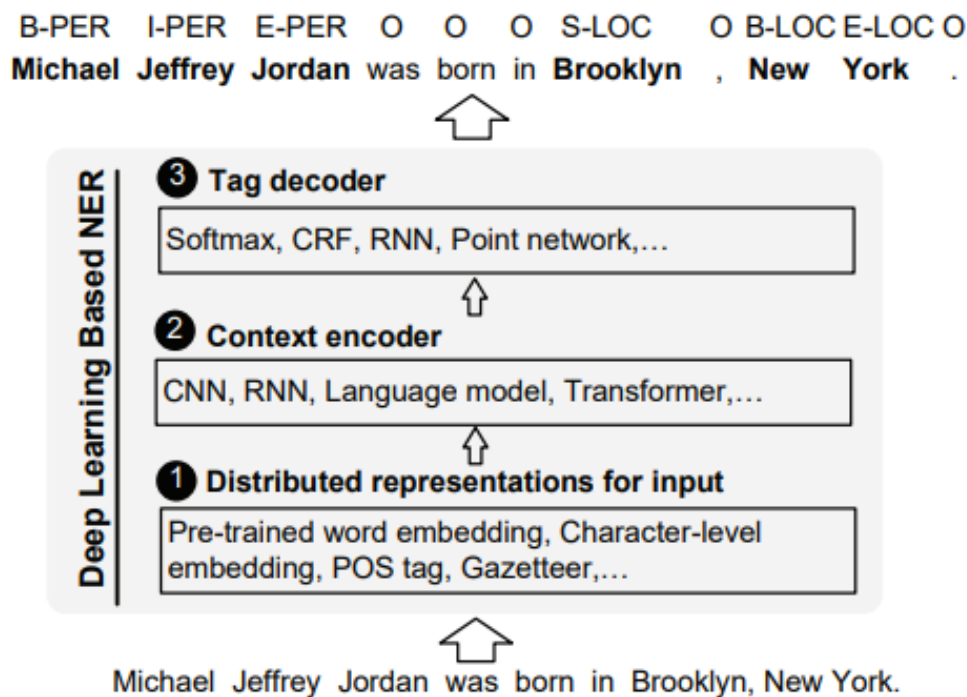 B-PER I-PER E-PER O O O S-LOC O B-LOC E-LOC O
Michael Jeffrey Jordan was born in Brooklyn , New York .
Deep Learning Based NER
3 Tag decoder
Softmax, CRF, RNN, Point network,…
2 Context encoder
CNN, RNN, Language model, Transformer,…
1 Distributed representations for input
Pre-trained word embedding, Character-level
embedding, POS tag, Gazetteer,…
Michael Jeffrey Jordan was born in Brooklyn, New York.